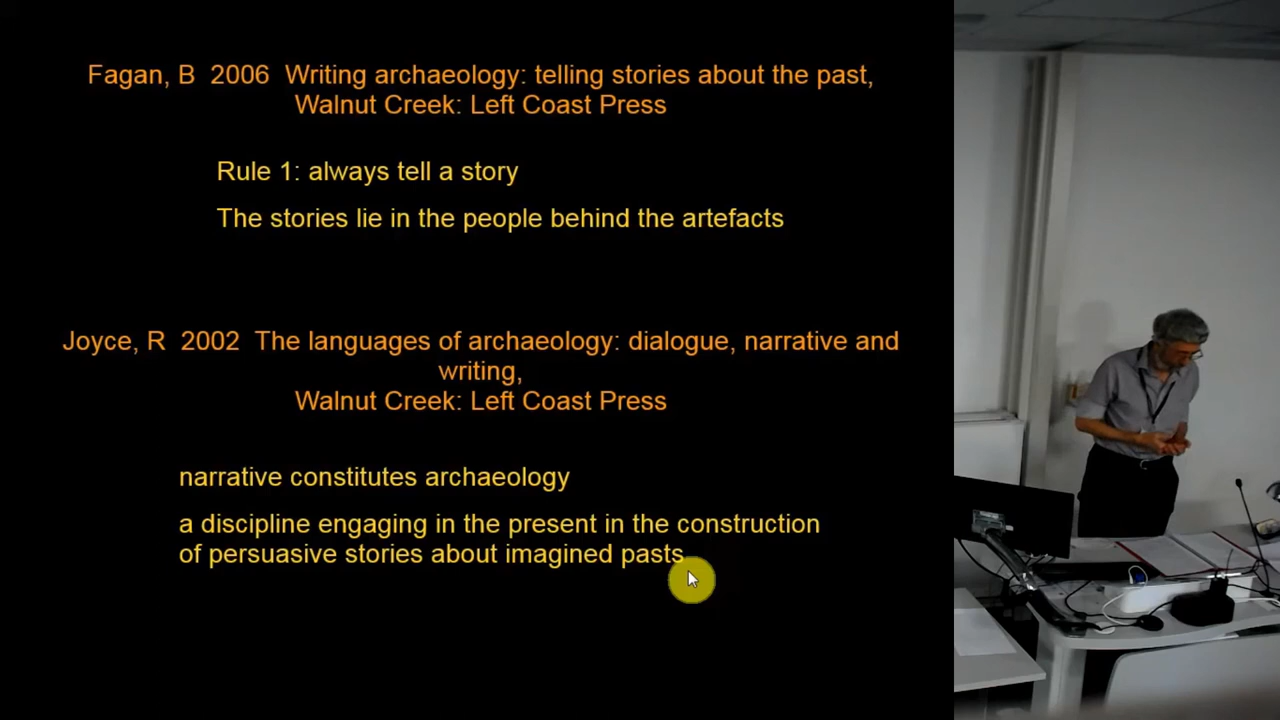 Fagan, B 2006 Writing archaeology: telling stories about the past,
Walnut Creek: Left Coast Press
Rule 1: always tell a story
The stories lie in the people behind the artefacts
Joyce, R 2002 The languages of archaeology: dialogue, narrative and
writing,
Walnut Creek: Left Coast Press
narrative constitutes archaeology
a discipline engaging in the present in the construction
of persuasive stories about imagined pasts